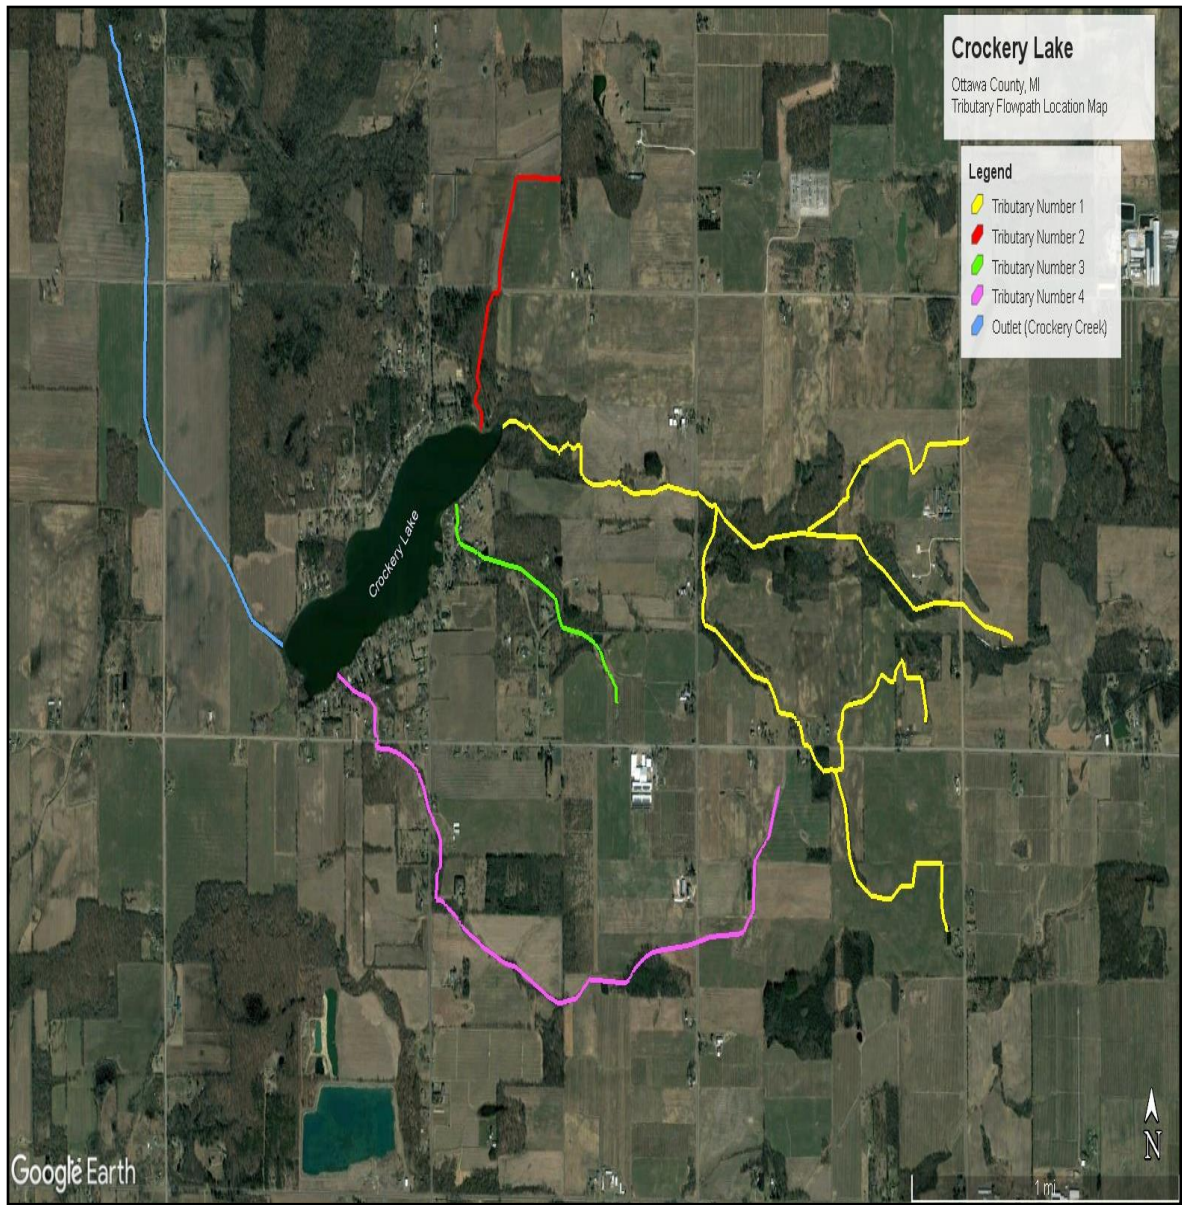 Crockery Lake
Ottawa County, MI
Tributary Flowpath Location Map
Legend
Tributary Number 1
Tributary Number 2
Tributary Number 3
Tributary Number 4
Outlet (Crockery Creek)
Crockery Lake
N
Google Earth
1 mi